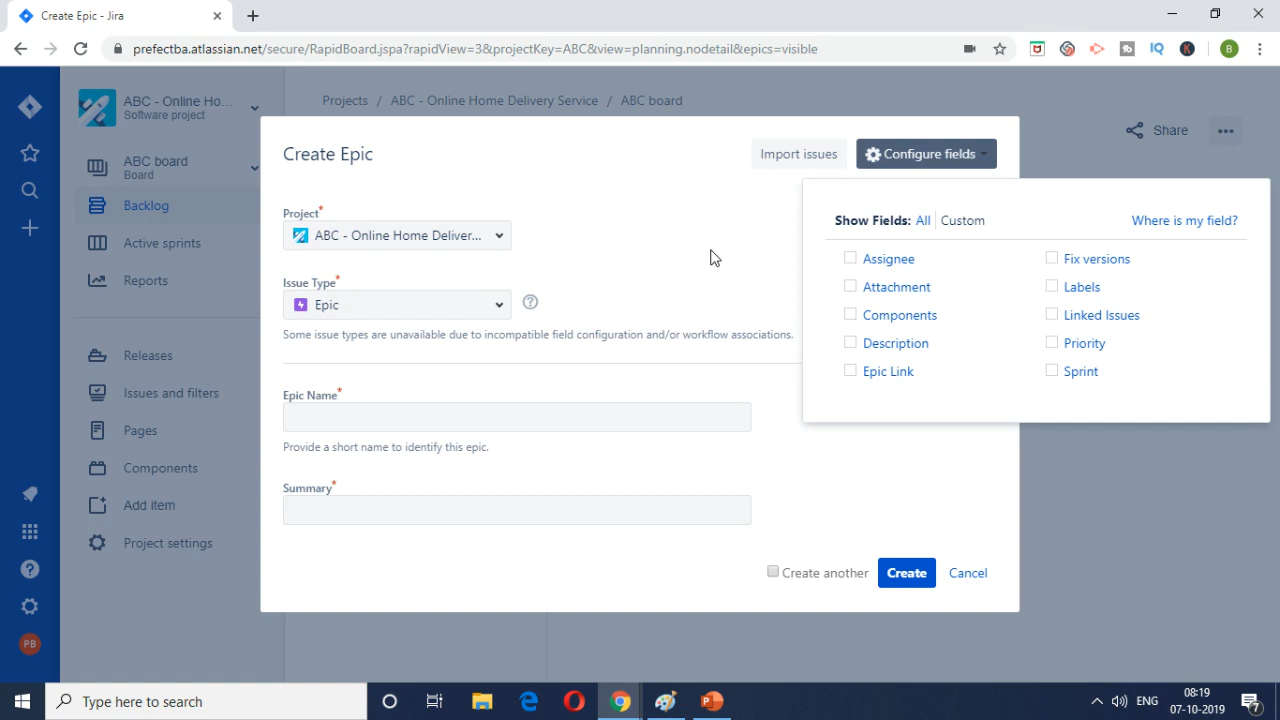 Create Epic - Jira
prefectba.atlassian.net/secure/RapidBoard.jspa?rapidView=3&projectKey=ABC&view=planning.nodetail&epics=visible
IQ
K
B
ABC - Online Ho...
Software project
Projects / ABC - Online Home Delivery Service / ABC board
Share
ABC board
Board
Backlog
Active sprints
Reports
Releases
Issues and filters
Pages
Components
Add item
Project settings
PB
Create Epic
Import issues
Configure fields
Project*
ABC - Online Home Deliver...
Issue Type*
Epic
Some issue types are unavailable due to incompatible field configuration and/or workflow associations.
Epic Name*
Provide a short name to identify this epic.
Summary*
Create another
Create
Cancel
Show Fields: All Custom
Where is my field?
Assignee
Attachment
Components
Description
Epic Link
Fix versions
Labels
Linked Issues
Priority
Sprint
Type here to search
ENG
08:19
07-10-2019
7